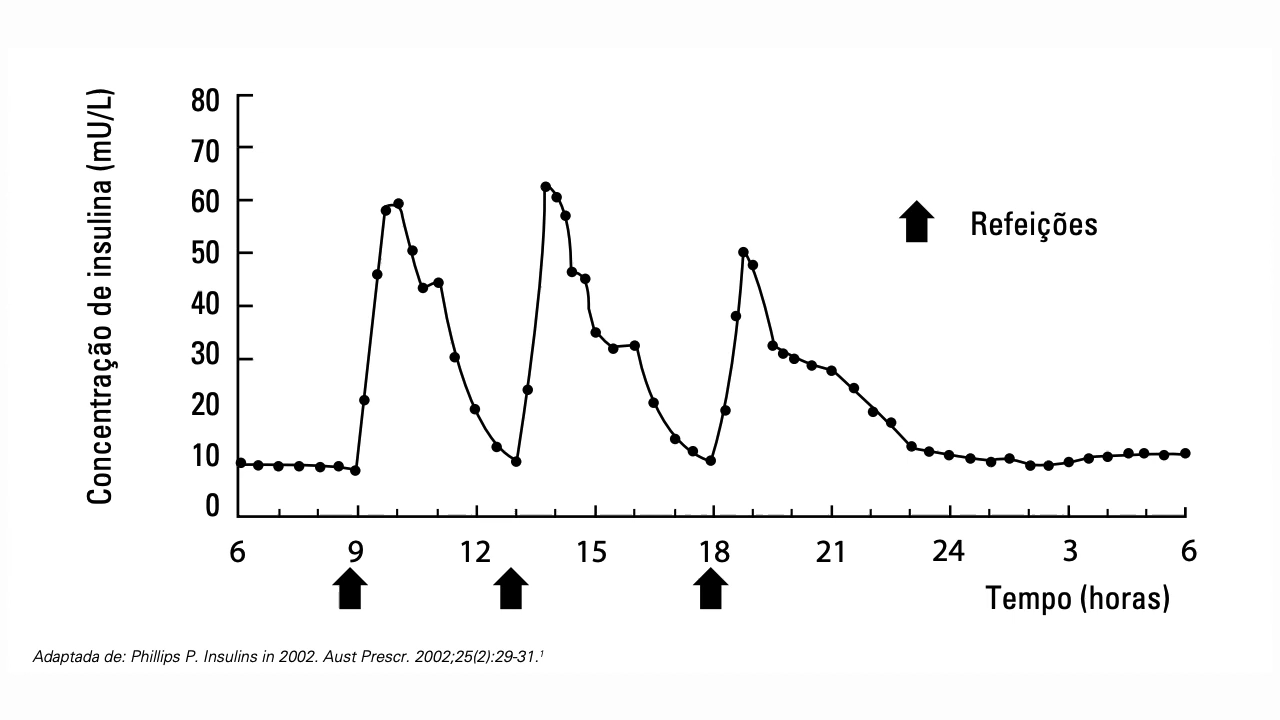 Concentração de insulina (mU/L)
80
70
60
50
40
30
20
10
0
Refeições
6 9 12 15 18 21 24 3 6
Tempo (horas)
Adaptada de: Phillips P. Insulins in 2002. Aust Prescr. 2002;25(2):29-31.¹